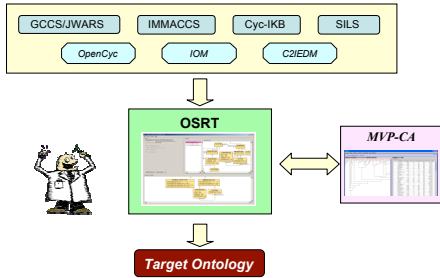 GCCS/JWARS IMMACCS Cyc-IKB SILS
OpenCyc IOM C2IEDM
OSRT
MVP-CA
Target Ontology